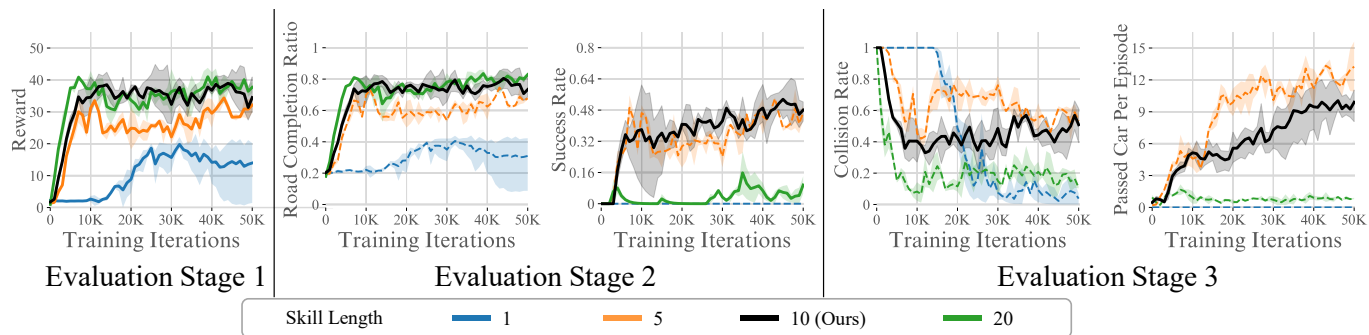 Reward
50
40
30
20
10
0
10K 20K 30K 40K 50K
Training Iterations
Evaluation Stage 1
Road Completion Ratio
1
0.8
0.6
0.4
0.2
0
0 10K 20K 30K 40K 50K
Training Iterations
Success Rate
0.8
0.64
0.48
0.32
0.16
0
0 10K 20K 30K 40K 50K
Training Iterations
Evaluation Stage 2
Collision Rate
1
0.8
0.6
0.4
0.2
0
0 10K 20K 30K 40K 50K
Training Iterations
Passed Car Per Episode
15
12
9
6
3
0
0 10K 20K 30K 40K 50K
Training Iterations
Evaluation Stage 3
Skill Length 1 5 10 (Ours) 20